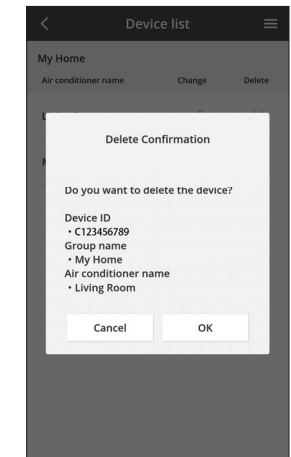 Device list
My Home
Air conditioner name Change Delete
L
Delete Confirmation
M
Do you want to delete the device?
Device ID
• C123456789
Group name
• My Home
Air conditioner name
• Living Room
Cancel OK